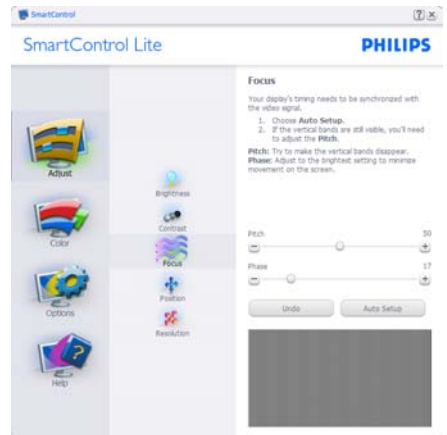 SmartControl
SmartControl Lite
PHILIPS
Adjust
Color
Options
Help
Brightness
Contrast
Focus
Position
Resolution
Focus
Your display's timing needs to be synchronized with
the video signal.
1. Choose Auto Setup.
2. If the vertical bands are still visible, you'll need
to adjust the Pitch.
Pitch: Try to make the vertical bands disappear.
Phase: Adjust to the brightest setting to minimize
movement on the screen.
Pitch 50
Phase 17
Undo Auto Setup